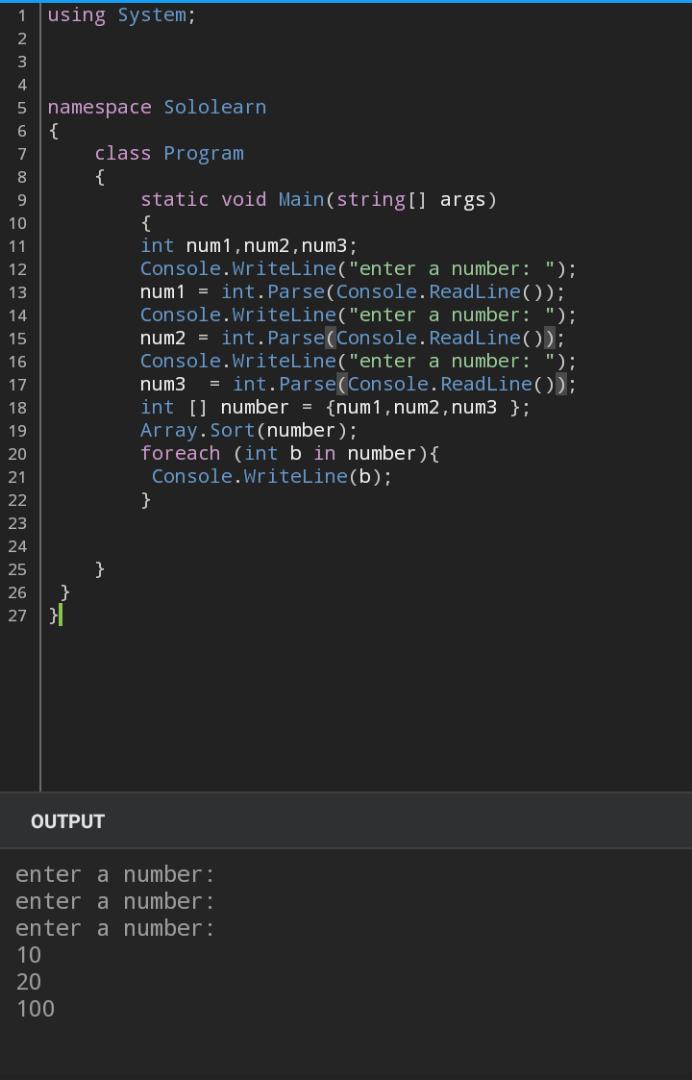 1 using System;
2
3
4
5 namespace Sololearn
6 {
7     class Program
8     {
9         static void Main(string[] args)
10         {
11         int num1,num2,num3;
12         Console.WriteLine("enter a number: ");
13         num1 = int.Parse(Console.ReadLine());
14         Console.WriteLine("enter a number: ");
15         num2 = int.Parse(Console.ReadLine());
16         Console.WriteLine("enter a number: ");
17         num3  = int.Parse(Console.ReadLine());
18         int [] number = {num1,num2,num3 };
19         Array.Sort(number);
20         foreach (int b in number){
21          Console.WriteLine(b);
22         }
23
24
25     }
26  }
27 }
OUTPUT
enter a number:
enter a number:
enter a number:
10
20
100